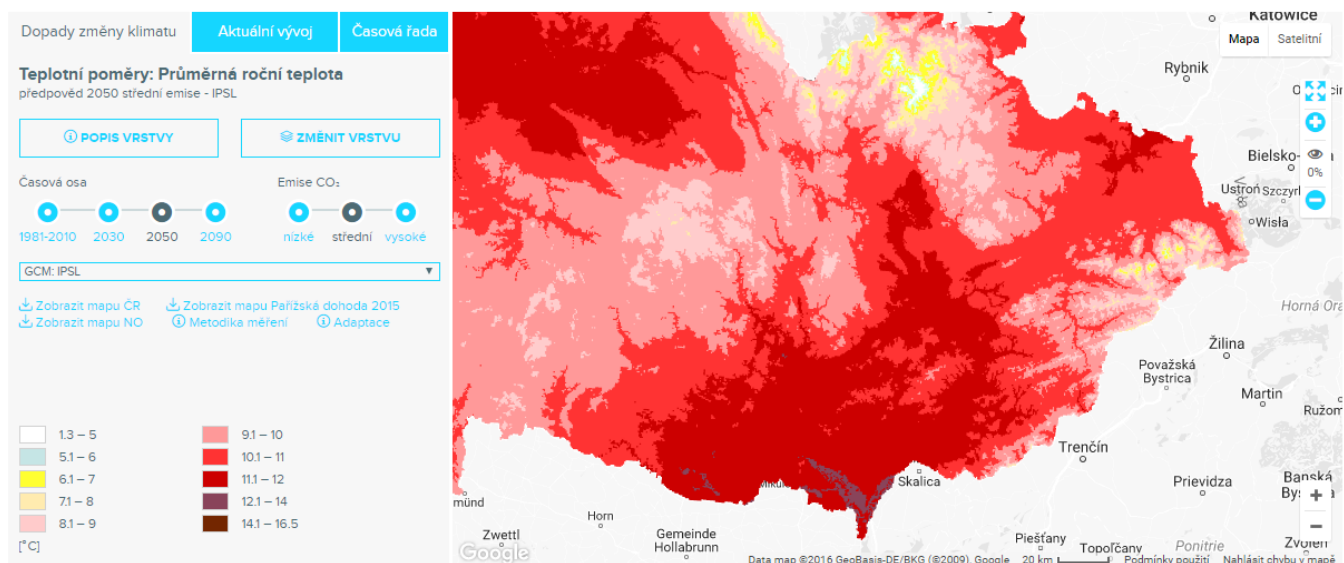 Dopady změny klimatu
Aktuální vývoj
Časová řada
Teplotní poměry: Průměrná roční teplota
předpovéd 2050 střední emise - IPSL
POPIS VRSTVY
ZMĚNIT VRSTVU
Časová osa
Emise CO₂
1981-2010
2030
2050
2090
nízké
střední
vysoké
GCM: IPSL
Zobrazit mapu ČR
Zobrazit mapu Pařížská dohoda 2015
Zobrazit mapu NO
Metodika měření
Adaptace
1.3 – 5
5.1 – 6
6.1 – 7
7.1 – 8
8.1 – 9
9.1 – 10
10.1 – 11
11.1 – 12
12.1 – 14
14.1 – 16.5
[°C]
Katowice
Mapa
Satelitní
Rybnik
Bielsko-
0%
Ustroń
Szczyrk
Wisła
Horná Ora
Žilina
Považská
Bystrica
Martin
Ružom
Trenčín
Prievidza
Banská
Skalica
münd
Horn
Zwettl
Gemeinde
Hollabrunn
Piešťany
Topoľčany
Ponitrie
Zvolen
Google
Data map ©2016 GeoBasis-DE/BKG (©2009), Google
20 km
Podmínky použití
Nahlásit chybu v mapě